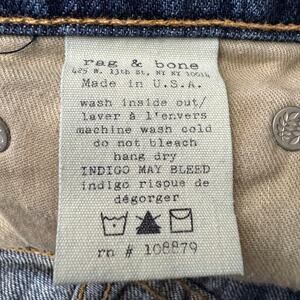 rag & bone
425 W. 13th St, NY NY 10014
Made in U.S.A.
wash inside out/
laver à l'envers
machine wash cold
do not bleach
hang dry
INDIGO MAY BLEED
indigo risque de
dégorger
rn # 108879